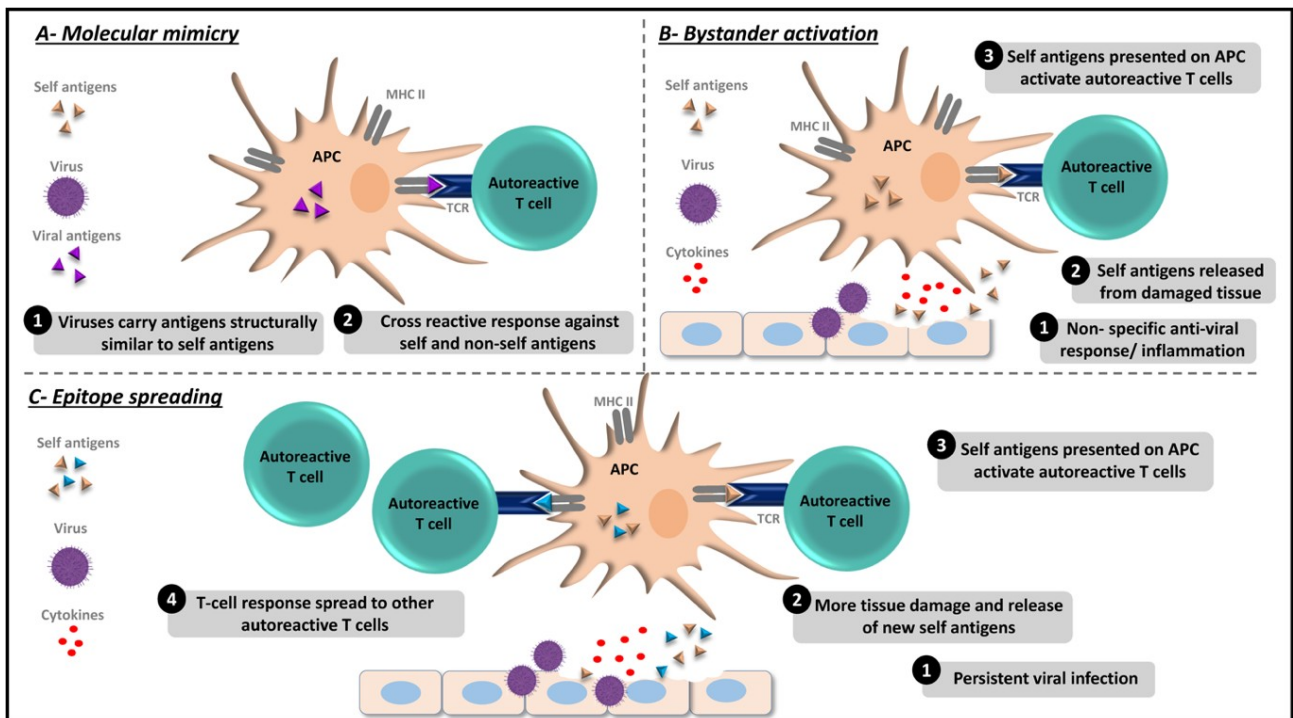 A- Molecular mimicry
Self antigens
Virus
Viral antigens
MHC II
APC
TCR
Autoreactive
T cell
1 Viruses carry antigens structurally
similar to self antigens
2 Cross reactive response against
self and non-self antigens
B- Bystander activation
Self antigens
Virus
Cytokines
MHC II
APC
TCR
Autoreactive
T cell
3 Self antigens presented on APC
activate autoreactive T cells
2 Self antigens released
from damaged tissue
1 Non- specific anti-viral
response/ inflammation
C- Epitope spreading
Self antigens
Virus
Cytokines
Autoreactive
T cell
Autoreactive
T cell
MHC II
APC
TCR
Autoreactive
T cell
3 Self antigens presented on APC
activate autoreactive T cells
4 T-cell response spread to other
autoreactive T cells
2 More tissue damage and release
of new self antigens
1 Persistent viral infection